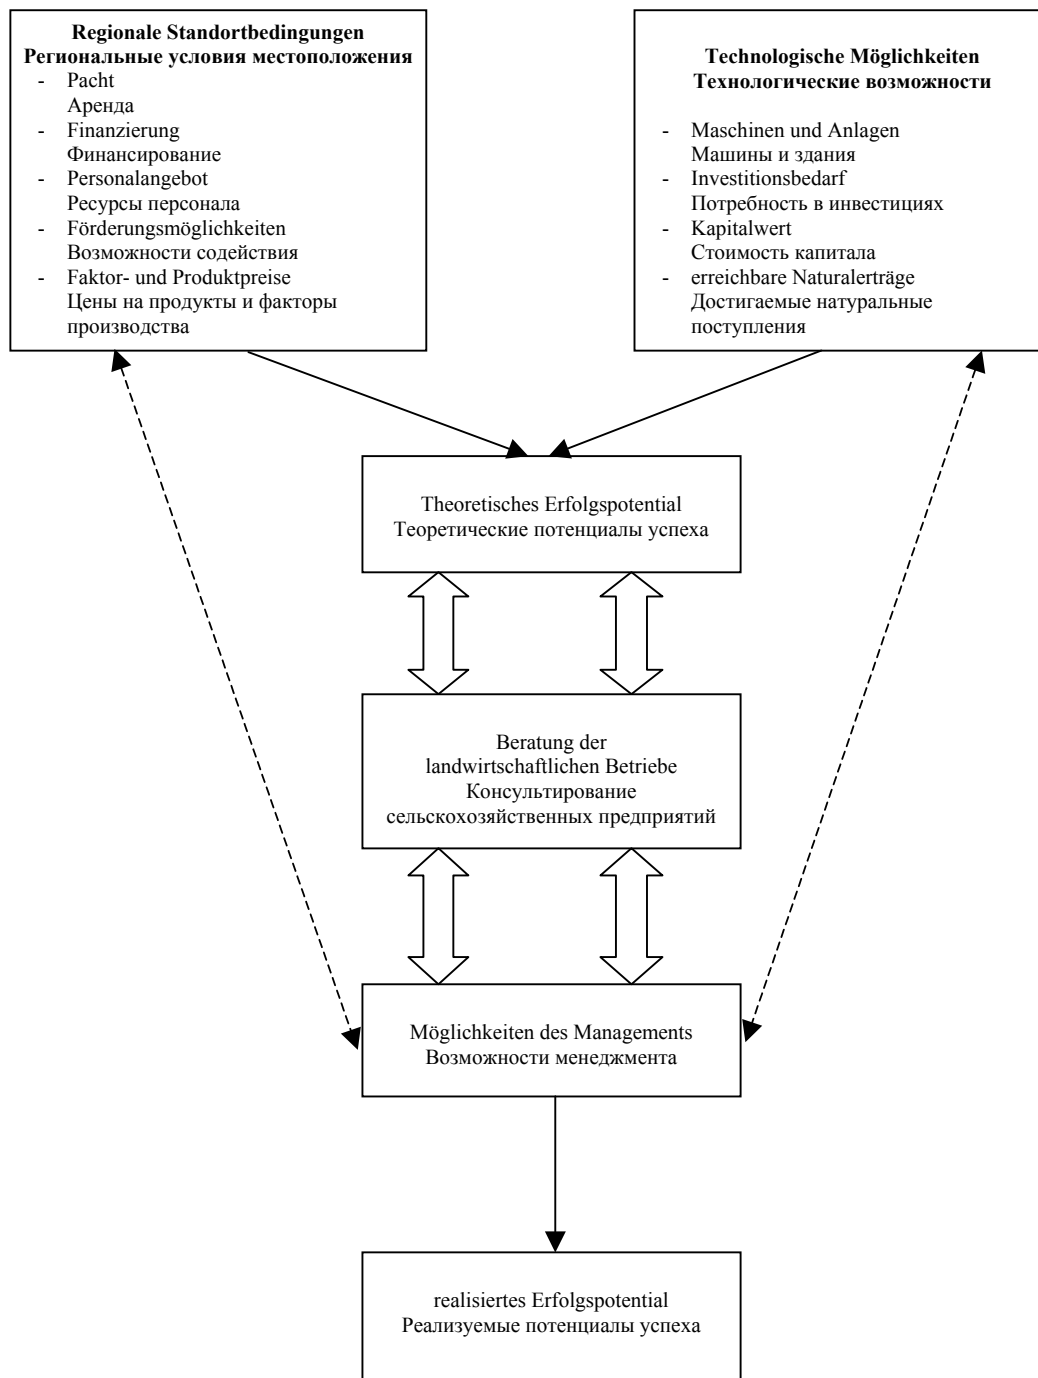 Regionale Standortbedingungen
Региональные условия местоположения
- Pacht
Аренда
- Finanzierung
Финансирование
- Personalangebot
Ресурсы персонала
- Förderungsmöglichkeiten
Возможности содействия
- Faktor- und Produktpreise
Цены на продукты и факторы
производства
Technologische Möglichkeiten
Технологические возможности
- Maschinen und Anlagen
Машины и здания
- Investitionsbedarf
Потребность в инвестициях
- Kapitalwert
Стоимость капитала
- erreichbare Naturalerträge
Достигаемые натуральные
поступления
Theoretisches Erfolgspotential
Теоретические потенциалы успеха
Beratung der
landwirtschaftlichen Betriebe
Консультирование
сельскохозяйственных предприятий
Möglichkeiten des Managements
Возможности менеджмента
realisiertes Erfolgspotential
Реализуемые потенциалы успеха